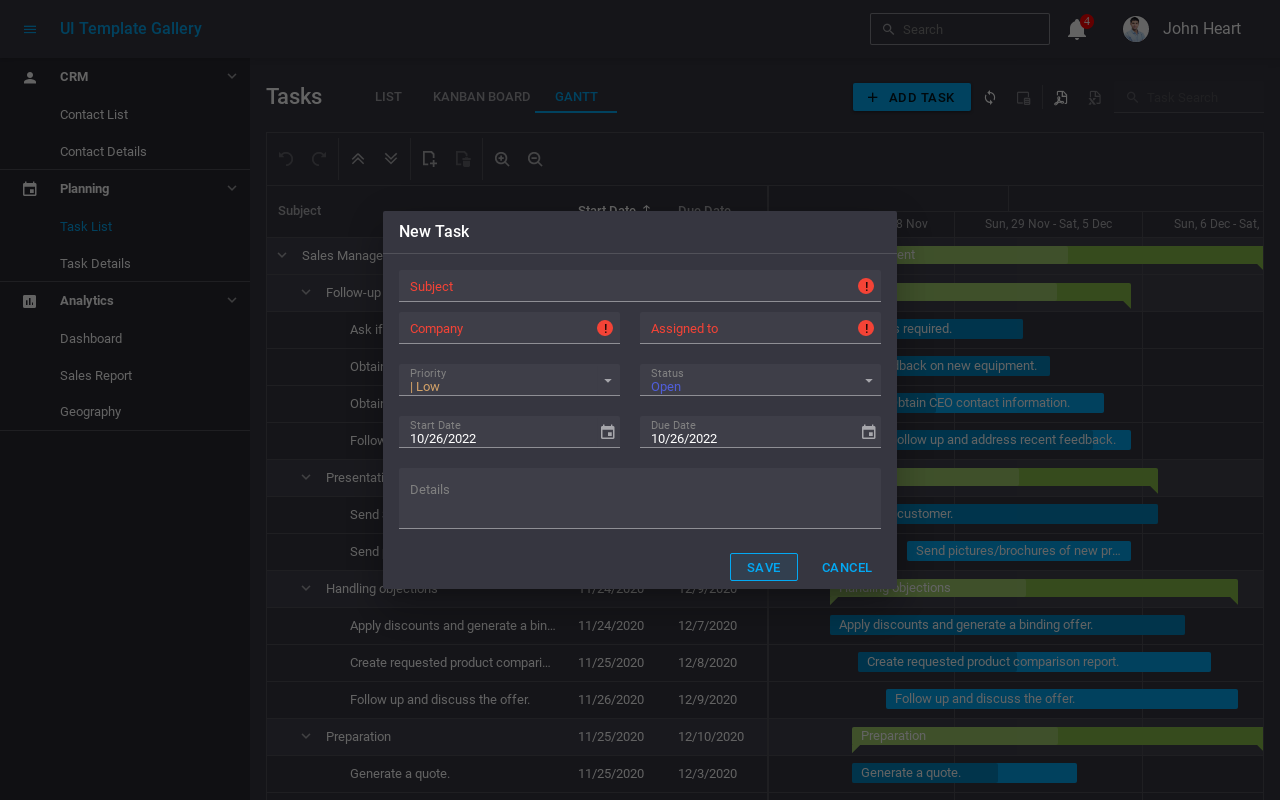 UI Template Gallery
Search
4
John Heart
CRM
Contact List
Contact Details
Planning
Task List
Task Details
Analytics
Dashboard
Sales Report
Geography
Tasks
LIST
KANBAN BOARD
GANTT
ADD TASK
Task Search
Subject
Start Date
Due Date
8 Nov
Sun, 29 Nov - Sat, 5 Dec
Sun, 6 Dec - Sat,
Sales Manage
ent
Follow-up
Ask if
s required.
Obtain
dback on new equipment.
Obtain
btain CEO contact information.
Follow
ollow up and address recent feedback.
Presentati
Send
customer.
Send
Send pictures/brochures of new pr...
New Task
Subject
Company
Assigned to
Priority
| Low
Status
Open
Start Date
10/26/2022
Due Date
10/26/2022
Details
SAVE
CANCEL
Handling objections 11/24/2020 12/9/2020 Handling objections
Apply discounts and generate a bin... 11/24/2020 12/7/2020 Apply discounts and generate a binding offer.
Create requested product compari... 11/25/2020 12/8/2020 Create requested product comparison report.
Follow up and discuss the offer. 11/26/2020 12/9/2020 Follow up and discuss the offer.
Preparation 11/25/2020 12/10/2020 Preparation
Generate a quote. 11/25/2020 12/3/2020 Generate a quote.